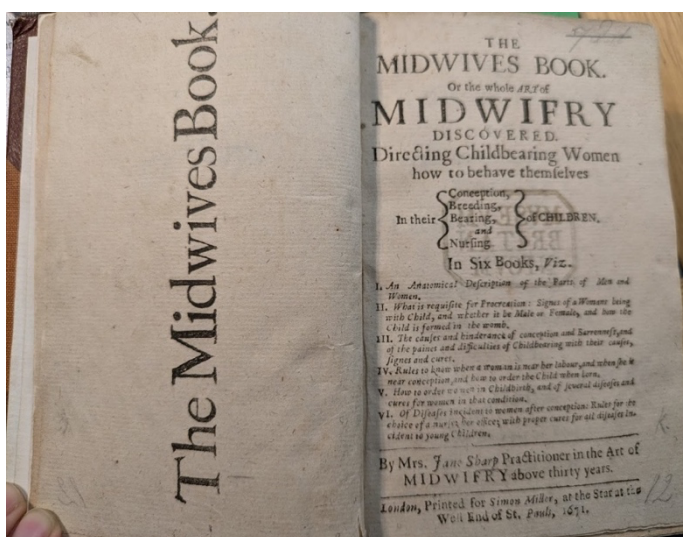 The Midwives Book.
THE
MIDWIVES BOOK.
Or the whole ART of
MIDWIFRY
DISCOVERED.
Directing Childbearing Women
how to behave themselves
In their { Conception, Breeding, Bearing, and Nursing } of CHILDREN.
In Six Books, Viz.
I. An Anatomical Description of the Parts of Men and
Women.
II. What is requisite for Procreation: Signes of a Womans being
with Child, and whether it be Male or Female, and how the
Child is formed in the womb.
III. The causes and hinderance of conception and Barrennesse, and
of the paines and difficulties of Childbearing with their causes,
signes and cures.
IV. Rules to know when a woman is near her labour, and when she is
near conception, and how to order the Child when born.
V. How to order women in Childbirth, and of several diseases and
cures for women in that condition.
VI. Of Diseases incident to women after conception: Rules for the
choice of a nurse; her office; with proper cures for all diseases In-
cident to young Children.
By Mrs. Jane Sharp Practitioner in the Art of
MIDWIFRY above thirty years.
London, Printed for Simon Miller, at the Star at the
West End of St. Pauls, 1671.
12